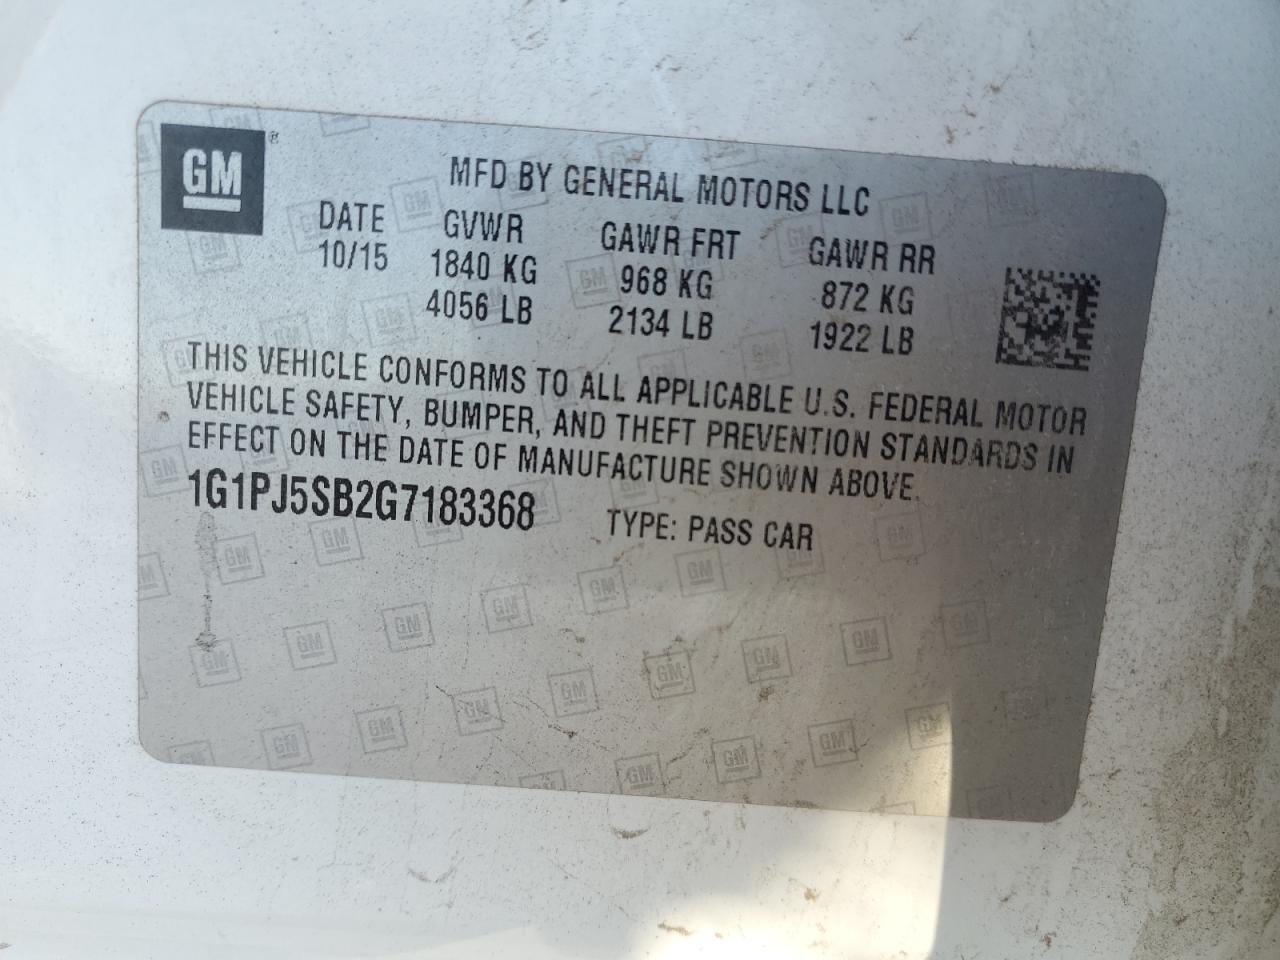 GM®
MFD BY GENERAL MOTORS LLC
DATE GVWR GAWR FRT GAWR RR
10/15 1840 KG 968 KG 872 KG
4056 LB 2134 LB 1922 LB
THIS VEHICLE CONFORMS TO ALL APPLICABLE U.S. FEDERAL MOTOR
VEHICLE SAFETY, BUMPER, AND THEFT PREVENTION STANDARDS IN
EFFECT ON THE DATE OF MANUFACTURE SHOWN ABOVE.
1G1PJ5SB2G7183368 TYPE: PASS CAR